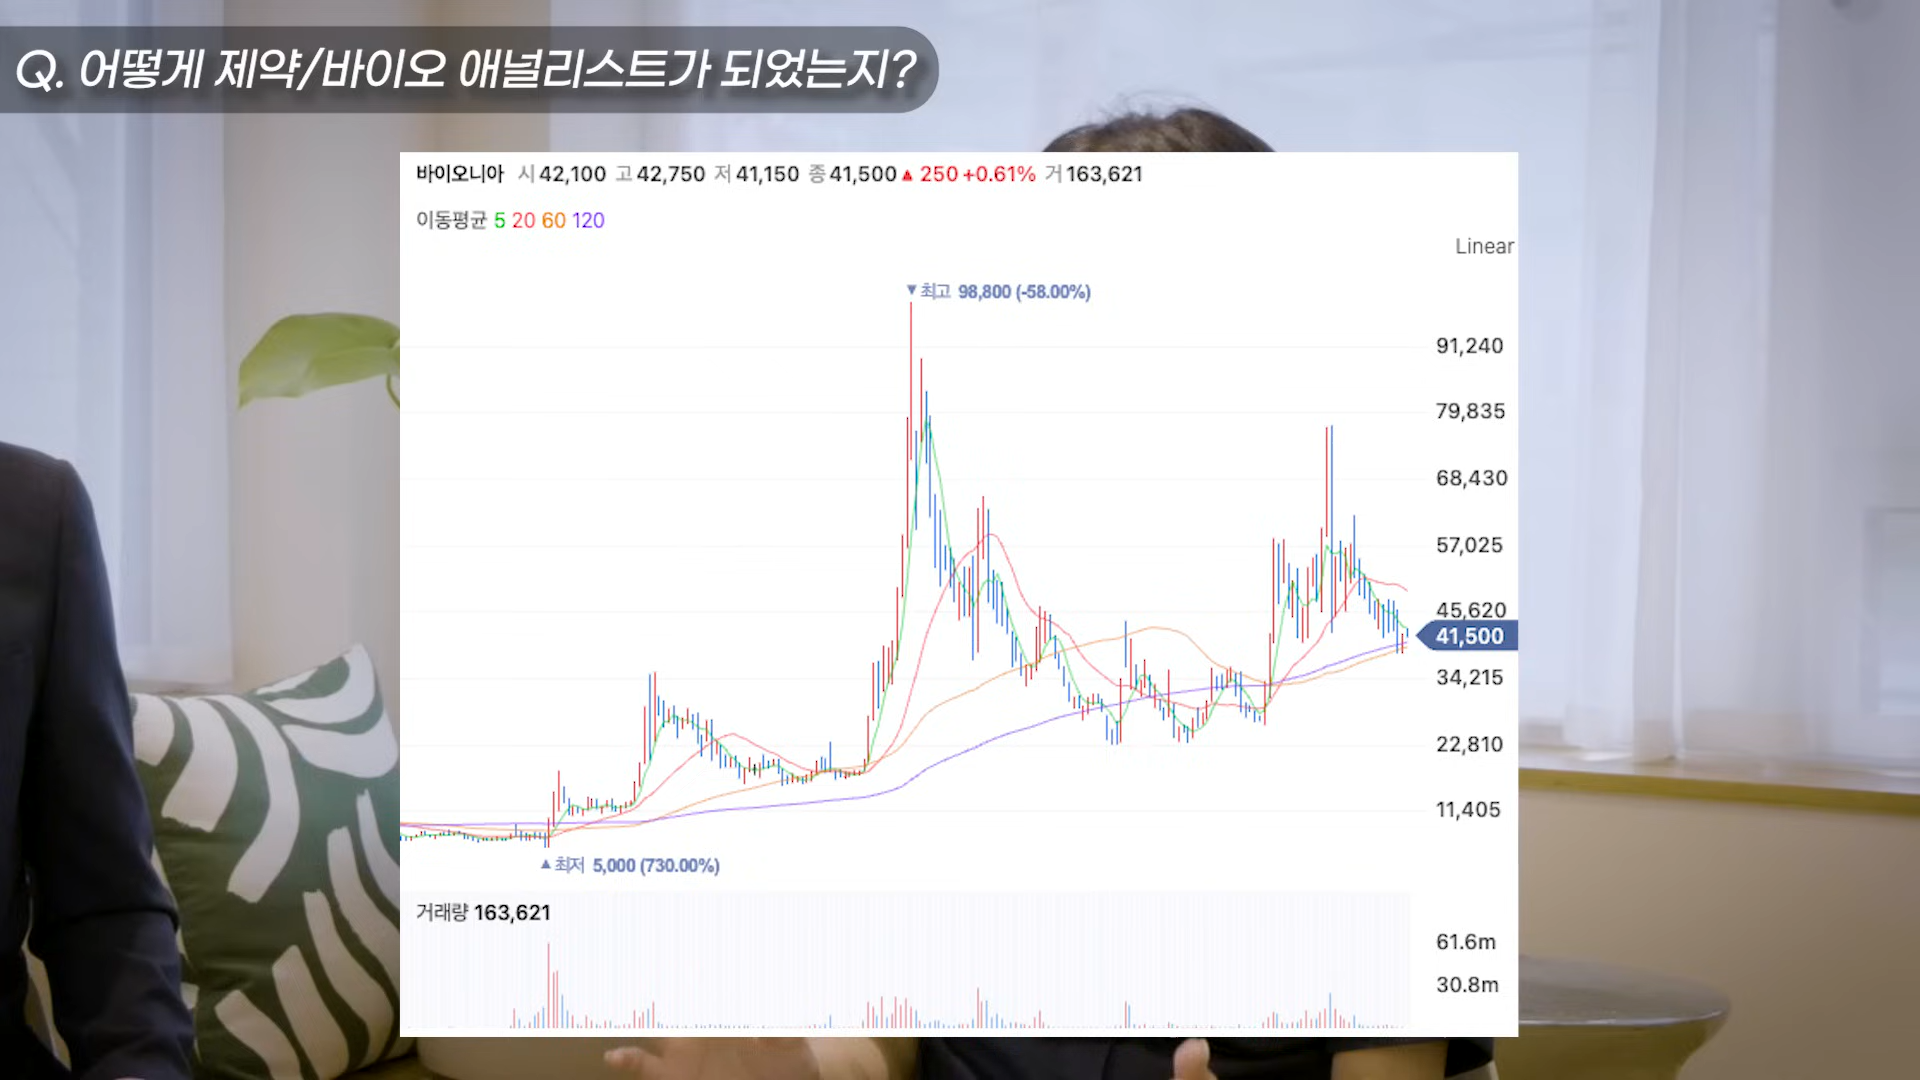 Q. 어떻게 제약/바이오 애널리스트가 되었는지?
바이오니아 시 42,100 고 42,750 저 41,150 종 41,500 ▲ 250 +0.61% 거 163,621
이동평균 5 20 60 120
Linear
▼최고 98,800 (-58.00%)
91,240
79,835
68,430
57,025
45,620
41,500
34,215
22,810
11,405
▲최저 5,000 (730.00%)
거래량 163,621
61.6m
30.8m